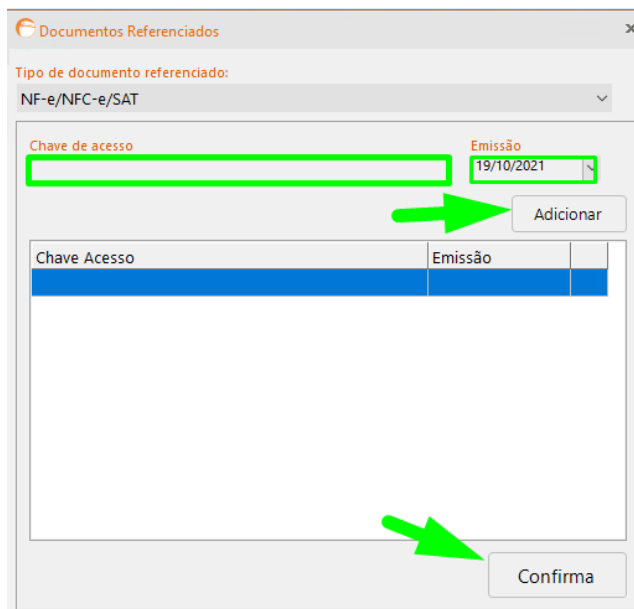 Documentos Referenciados
Tipo de documento referenciado:
NF-e/NFC-e/SAT
Chave de acesso Emissão
19/10/2021
Adicionar
Chave Acesso Emissão
Confirma